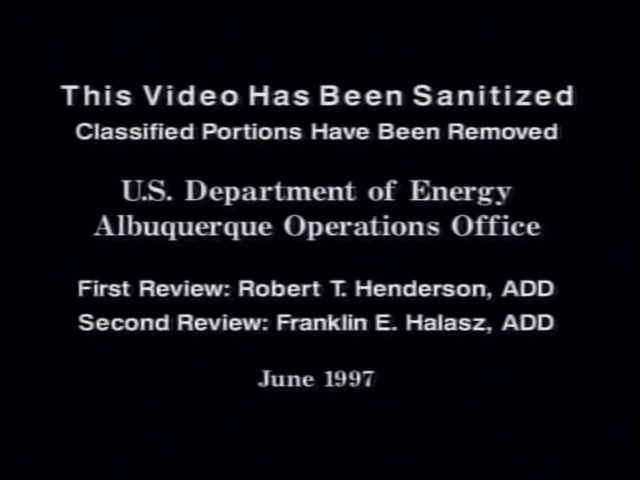 This Video Has Been Sanitized
Classified Portions Have Been Removed
U.S. Department of Energy
Albuquerque Operations Office
First Review: Robert T. Henderson, ADD
Second Review: Franklin E. Halasz, ADD
June 1997